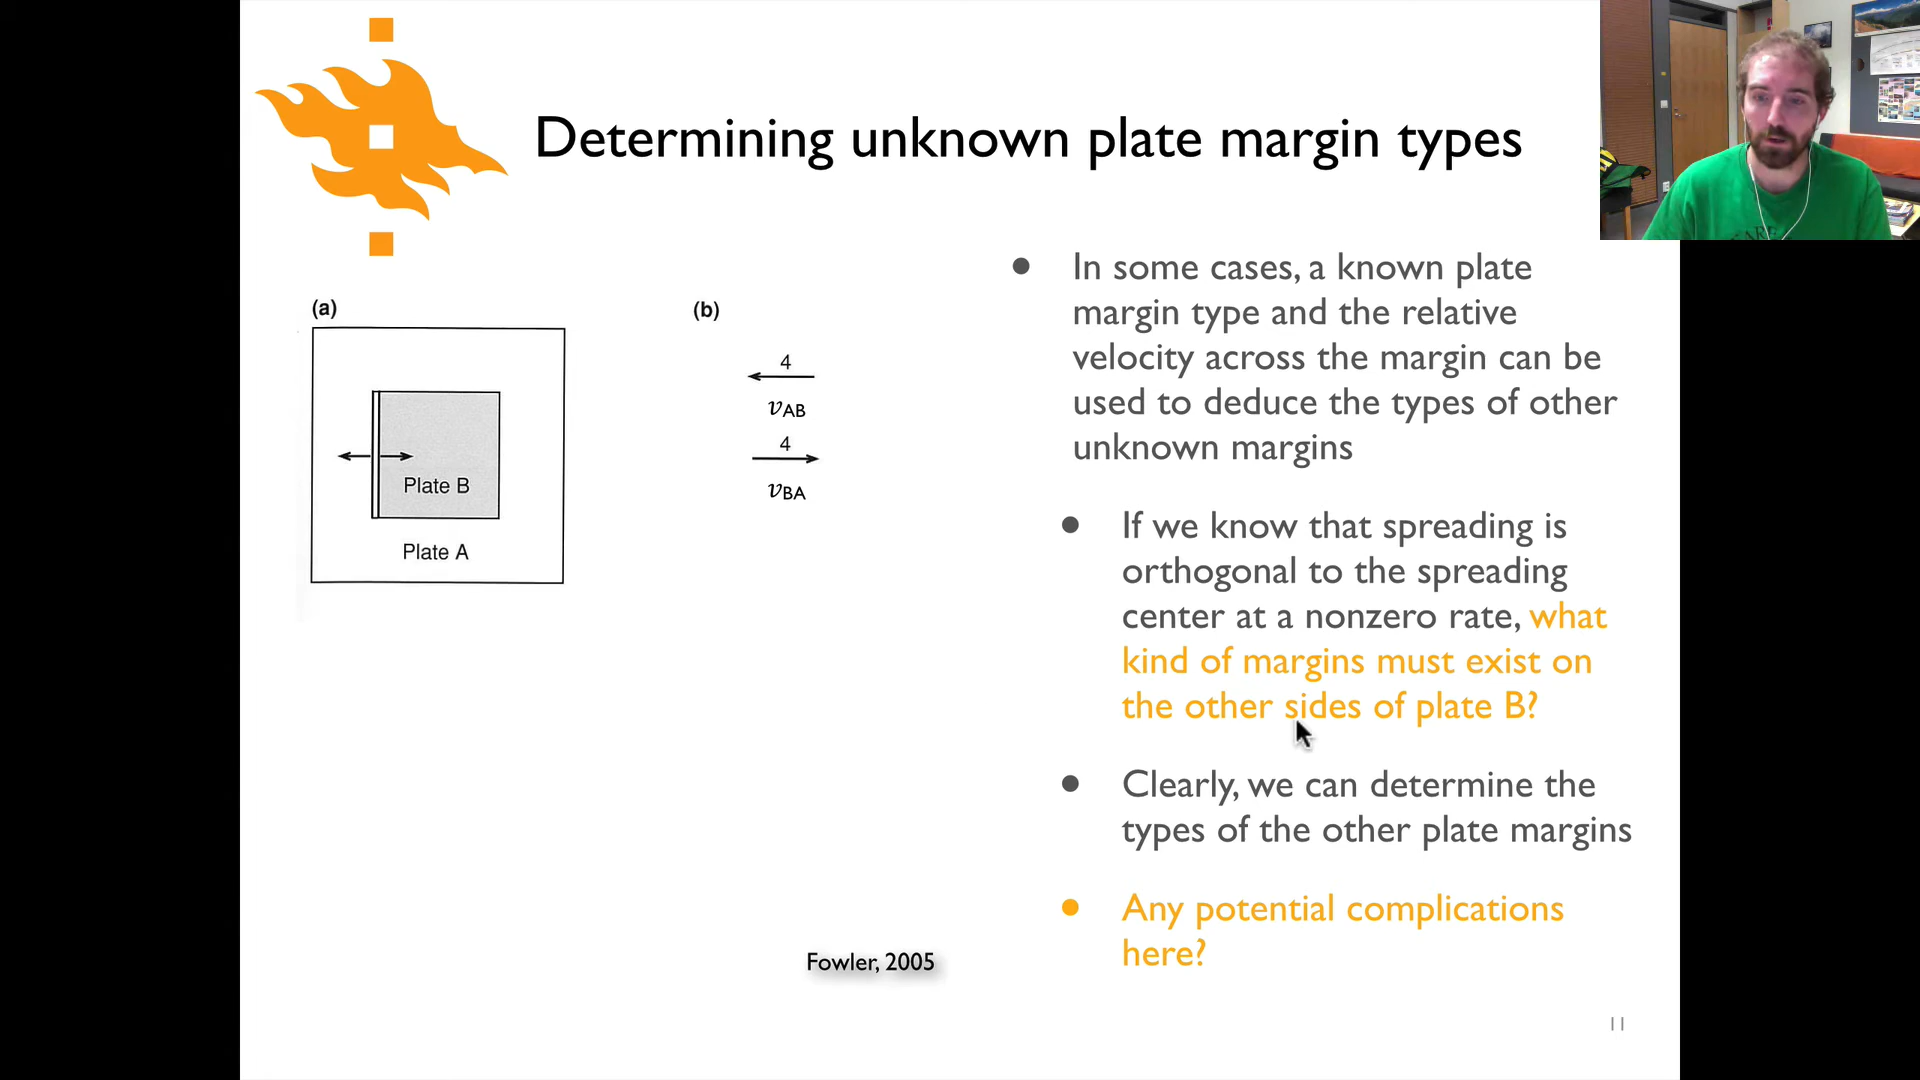 Determining unknown plate margin types
(a)
Plate B
Plate A
(b)
4
vAB
4
vBA
Fowler, 2005
• In some cases, a known plate
margin type and the relative
velocity across the margin can be
used to deduce the types of other
unknown margins
• If we know that spreading is
orthogonal to the spreading
center at a nonzero rate, what
kind of margins must exist on
the other sides of plate B?
• Clearly, we can determine the
types of the other plate margins
• Any potential complications
here?
11